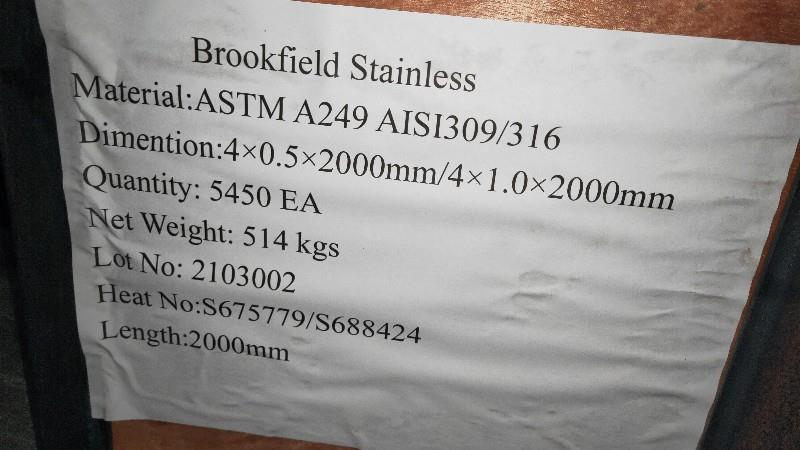 Brookfield Stainless
Material:ASTM A249 AISI309/316
Dimention:4×0.5×2000mm/4×1.0×2000mm
Quantity: 5450 EA
Net Weight: 514 kgs
Lot No: 2103002
Heat No:S675779/S688424
Length:2000mm